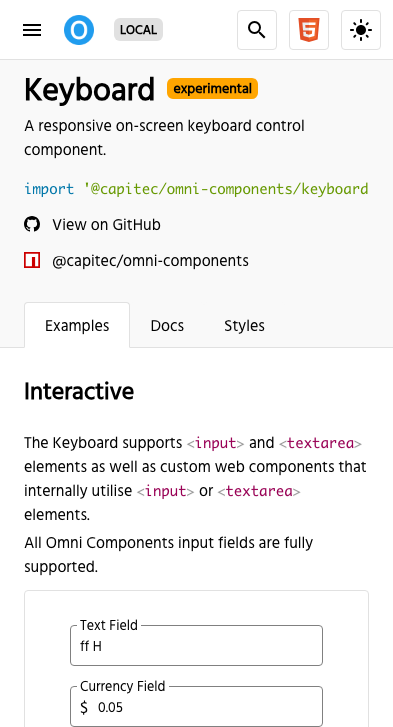 LOCAL
Keyboard experimental
A responsive on-screen keyboard control
component.
import '@capitec/omni-components/keyboard
View on GitHub
@capitec/omni-components
Examples Docs Styles
Interactive
The Keyboard supports <input> and <textarea>
elements as well as custom web components that
internally utilise <input> or <textarea>
elements.
All Omni Components input fields are fully
supported.
Text Field
ff H
Currency Field
$ 0.05